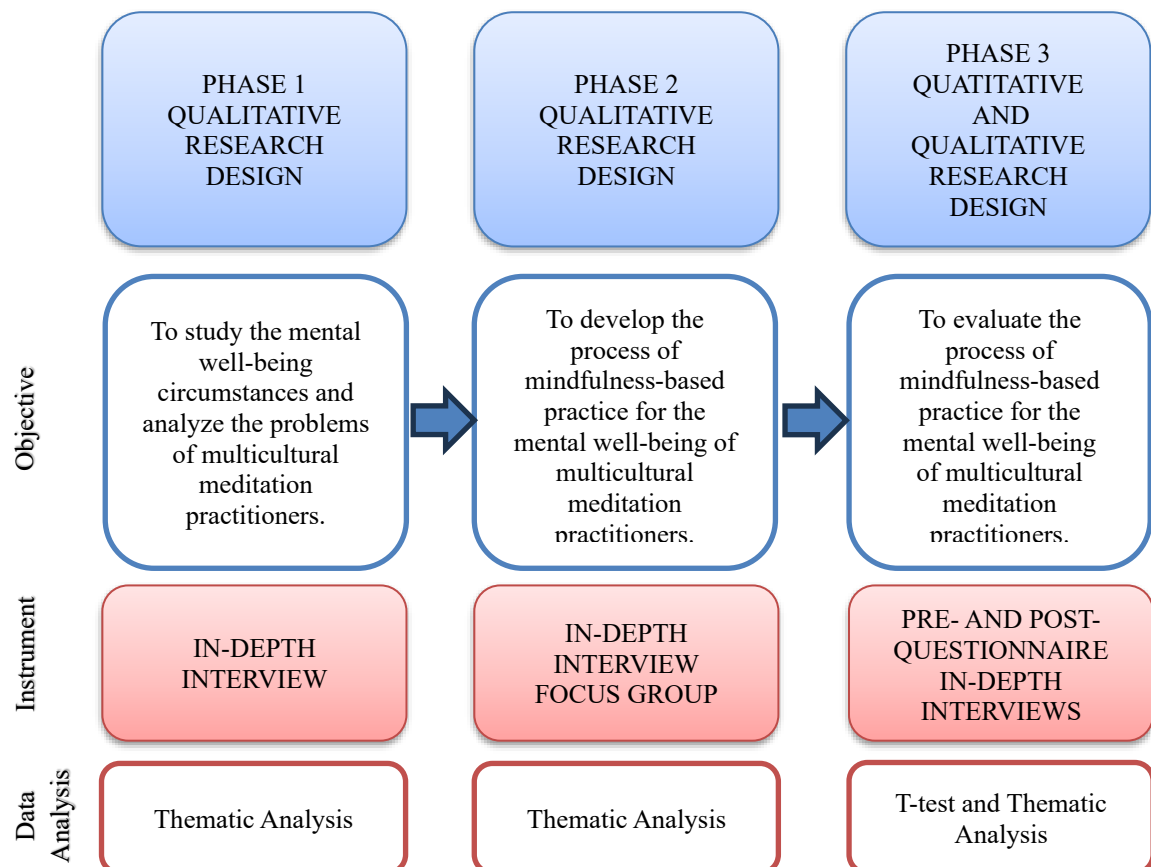 PHASE 1
QUALITATIVE
RESEARCH
DESIGN
PHASE 2
QUALITATIVE
RESEARCH
DESIGN
PHASE 3
QUATITATIVE
AND
QUALITATIVE
RESEARCH
DESIGN
Objective
To study the mental
well-being
circumstances and
analyze the problems
of multicultural
meditation
practitioners.
To develop the
process of
mindfulness-based
practice for the
mental well-being of
multicultural
meditation
practitioners.
To evaluate the
process of
mindfulness-based
practice for the
mental well-being
of multicultural
meditation
practitioners.
Instrument
IN-DEPTH
INTERVIEW
IN-DEPTH
INTERVIEW
FOCUS GROUP
PRE- AND POST-
QUESTIONNAIRE
IN-DEPTH
INTERVIEWS
Data
Analysis
Thematic Analysis
Thematic Analysis
T-test and Thematic
Analysis